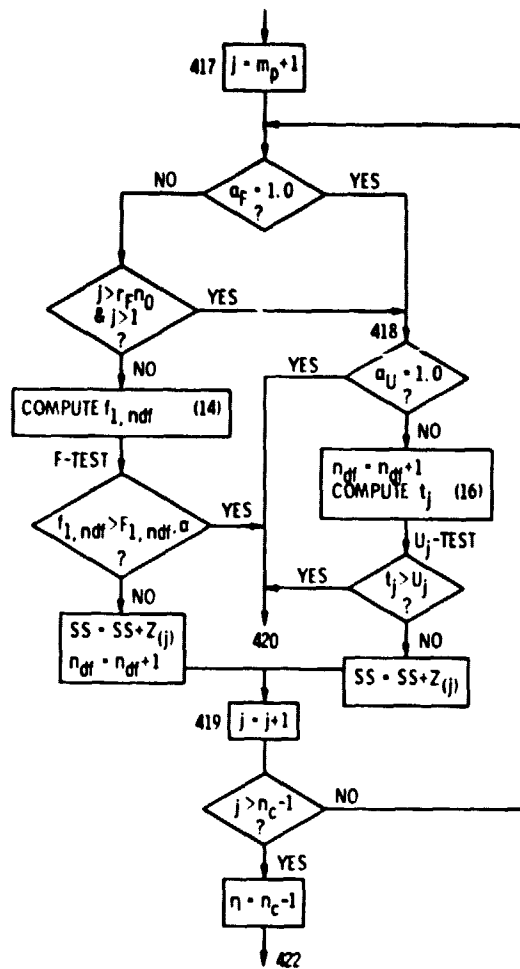 417
j = m_p+1
NO
YES
α_F = 1.0
?
j>r_F n_0
& j>1
?
YES
418
NO
YES
α_U = 1.0
?
COMPUTE f_1, ndf (14)
NO
F-TEST
n_df = n_df+1
COMPUTE t_j (16)
f_1, ndf>F_1, ndf, α
?
YES
U_j-TEST
YES
t_j>U_j
?
NO
420
NO
SS = SS+Z_(j)
n_df = n_df+1
SS = SS+Z_(j)
419
j = j+1
j>n_c-1
?
NO
YES
η = n_c-1
422